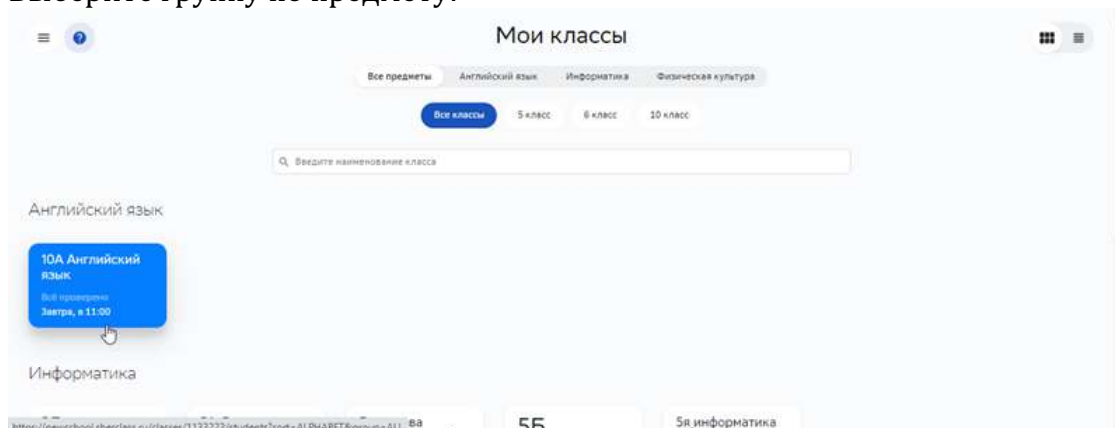 Выберите группу по предмету:
Мои классы
Все предметы Английский язык Информатика Физическая культура
Все классы 5 класс 6 класс 10 класс
Введите наименование класса
Английский язык
10А Английский
язык
Всё проверено
Завтра, в 11:00
Информатика
5Б
5я информатика